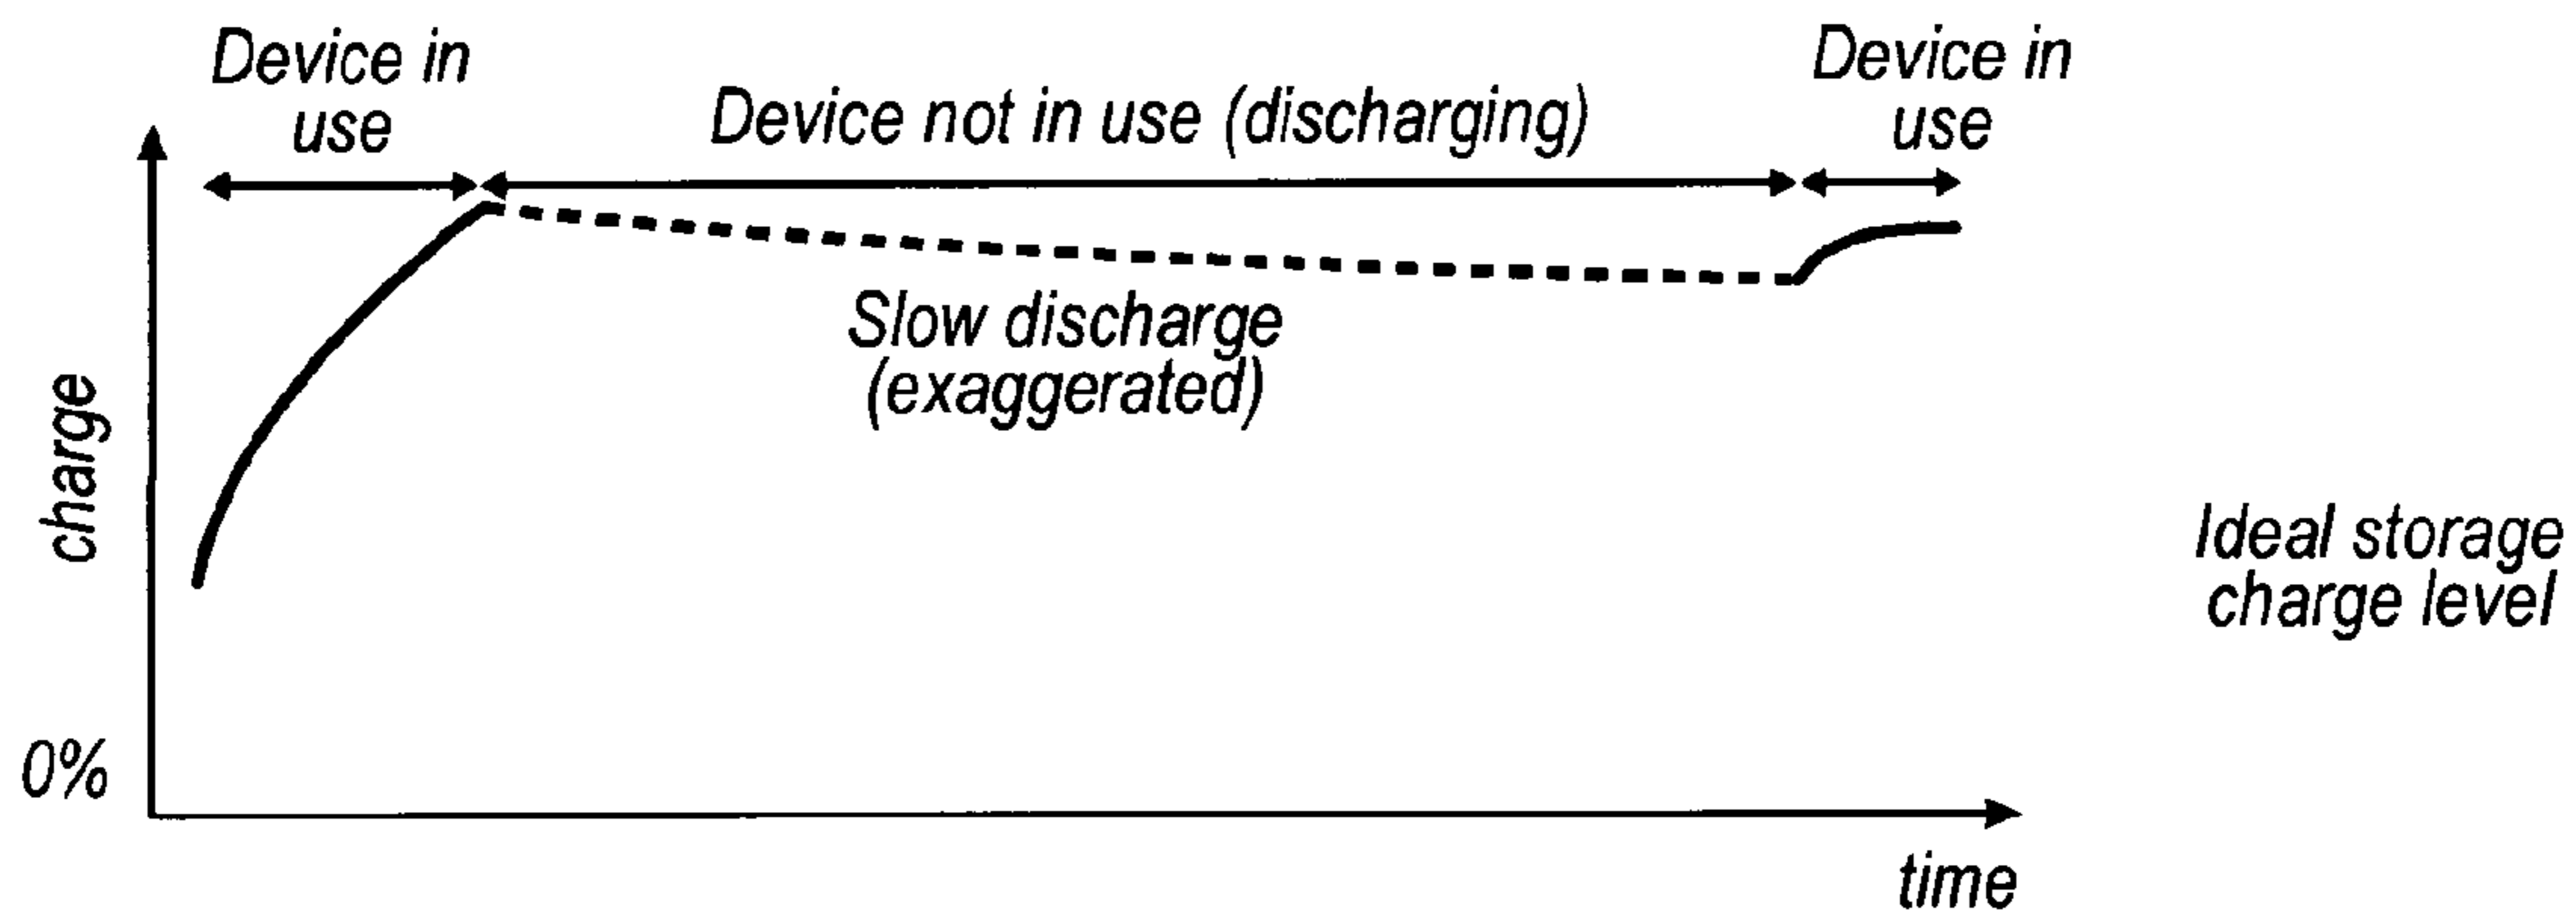 Device in
use
Device not in use (discharging)
Device in
use
Slow discharge
(exaggerated)
charge
Ideal storage
charge level
0%
time